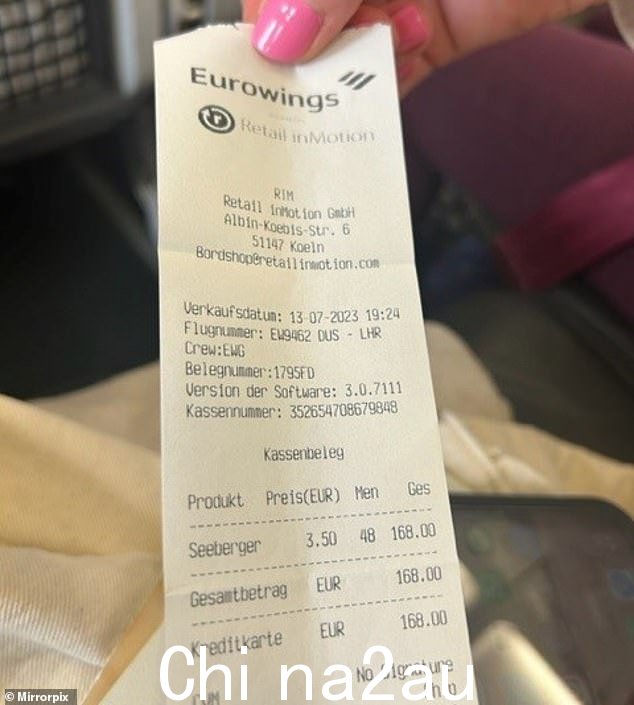 Eurowings
Retail inMotion
RIM
Retail inMotion GmbH
Albin-Koebis-Str. 6
51147 Koeln
Bordshop@retailinmotion.com
Verkaufsdatum: 13-07-2023 19:24
Flugnummer: EW9462 DUS - LHR
Crew:EWG
Belegnummer:1795FD
Version der Software: 3.0.7111
Kassennummer: 352654708679848
Kassenbeleg
Produkt Preis(EUR) Men Ges
Seeberger 3.50 48 168.00
Gesamtbetrag EUR 168.00
Kreditkarte EUR 168.00
No Signature
Chi na2au
© Mirrorpix